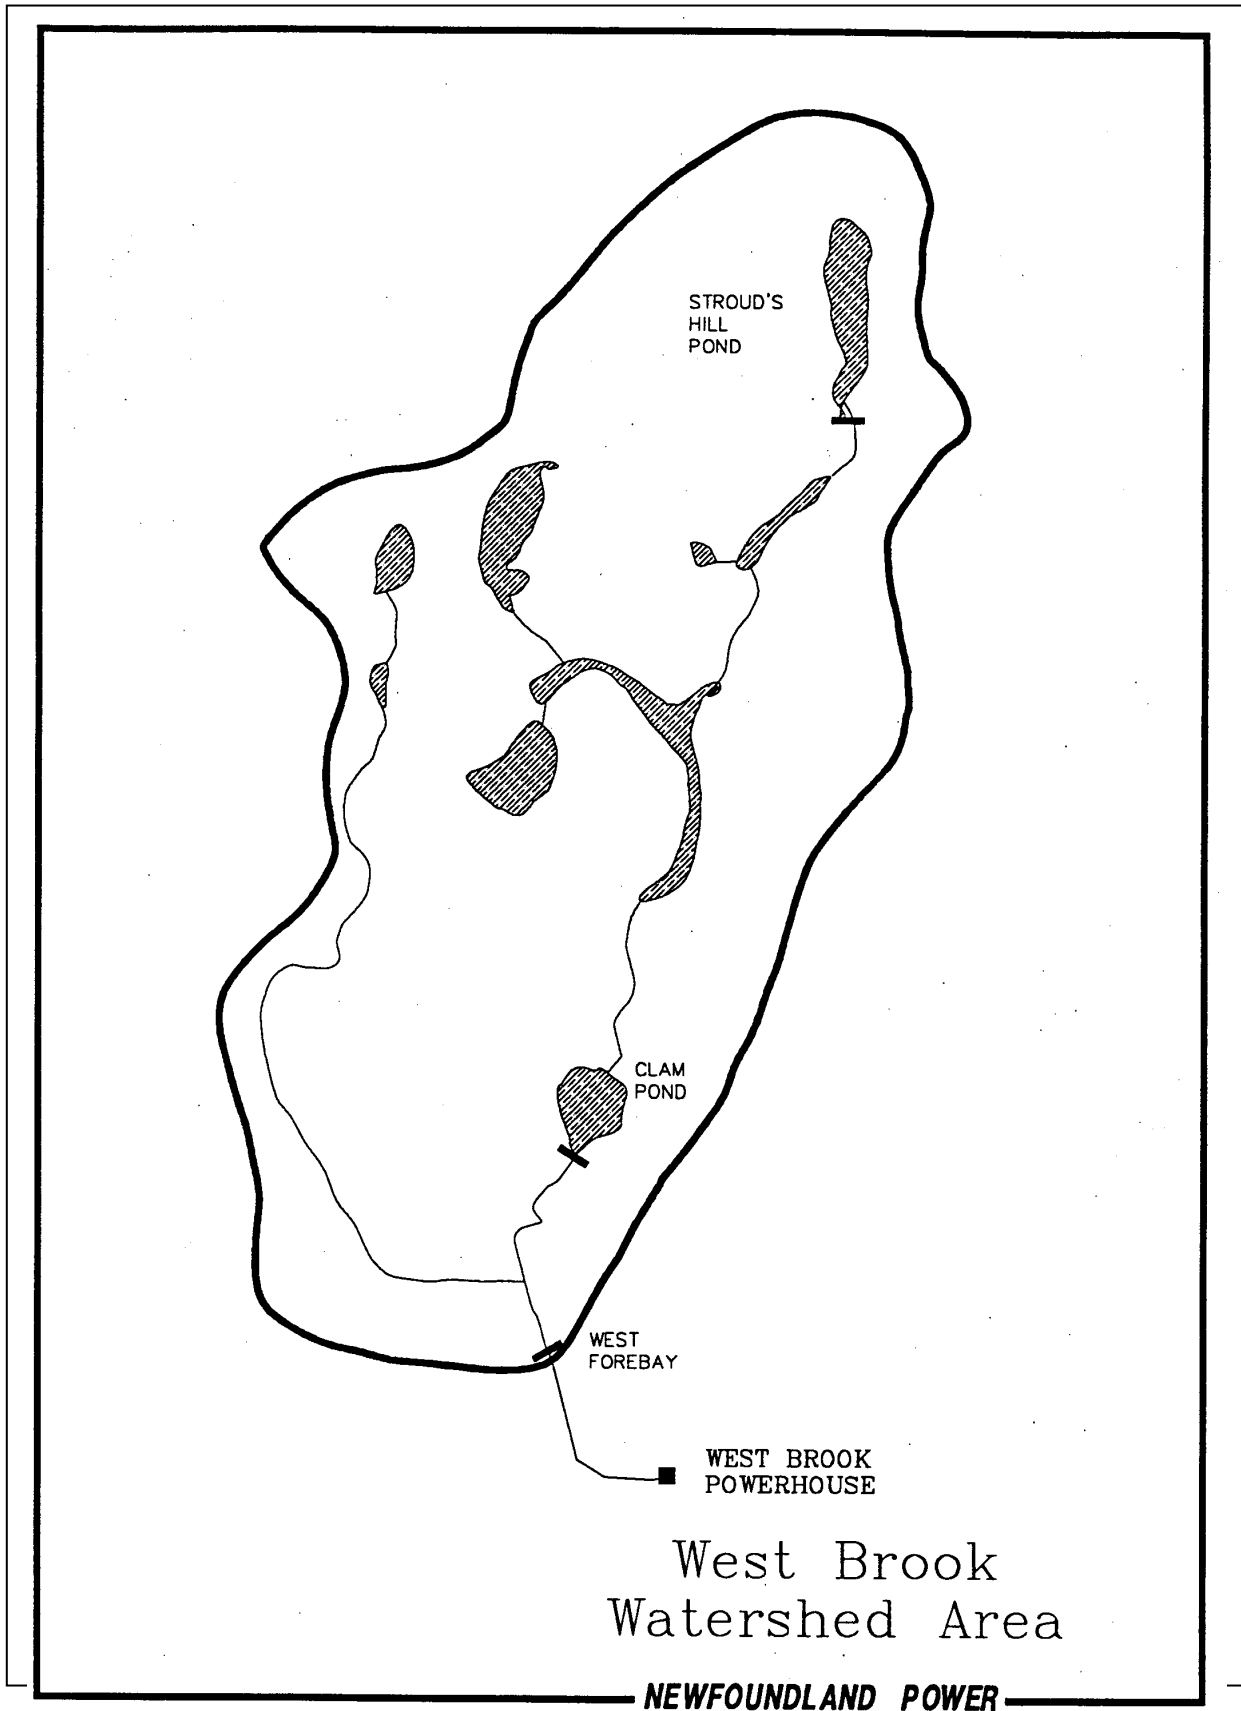 STROUD'S
HILL
POND
CLAM
POND
WEST
FOREBAY
WEST BROOK
POWERHOUSE
West Brook
Watershed Area
NEWFOUNDLAND POWER